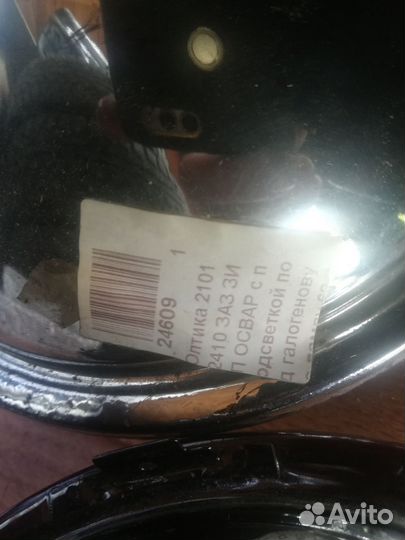 24609 1
Оптика 2101
2410 ЗАЗ ЗИ
Л ОСВАР с п
одсветкой по
д галогенову
Avito